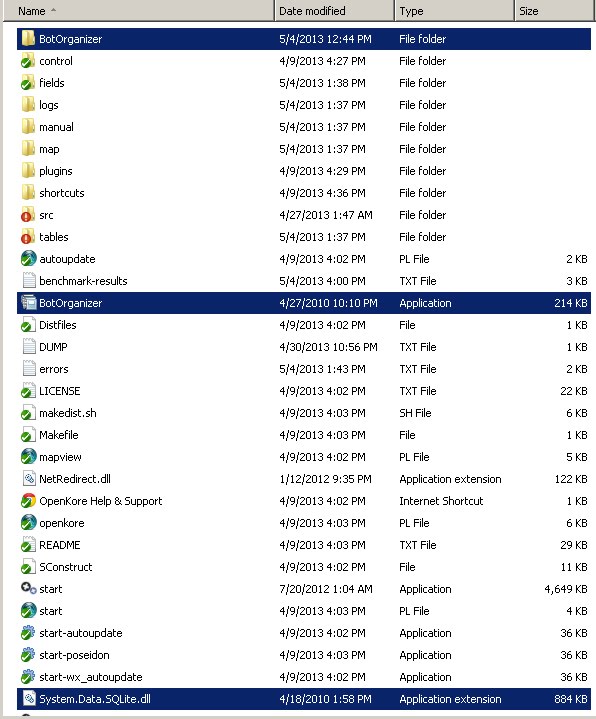 Name Date modified Type Size
BotOrganizer 5/4/2013 12:44 PM File folder
control 4/9/2013 4:27 PM File folder
fields 5/4/2013 1:38 PM File folder
logs 5/4/2013 1:37 PM File folder
manual 5/4/2013 1:37 PM File folder
map 5/4/2013 1:37 PM File folder
plugins 4/9/2013 4:29 PM File folder
shortcuts 4/9/2013 4:36 PM File folder
src 4/27/2013 1:47 AM File folder
tables 5/4/2013 1:37 PM File folder
autoupdate 4/9/2013 4:02 PM PL File 2 KB
benchmark-results 5/4/2013 4:00 PM TXT File 3 KB
BotOrganizer 4/27/2010 10:10 PM Application 214 KB
Distfiles 4/9/2013 4:02 PM File 1 KB
DUMP 4/30/2013 10:56 PM TXT File 2 KB
errors 5/4/2013 1:43 PM TXT File 2 KB
LICENSE 4/9/2013 4:02 PM TXT File 22 KB
makedist.sh 4/9/2013 4:03 PM SH File 6 KB
Makefile 4/9/2013 4:03 PM File 1 KB
mapview 4/9/2013 4:02 PM PL File 5 KB
NetRedirect.dll 1/12/2012 9:35 PM Application extension 122 KB
OpenKore Help & Support 4/9/2013 4:02 PM Internet Shortcut 1 KB
openkore 4/9/2013 4:03 PM PL File 6 KB
README 4/9/2013 4:03 PM TXT File 29 KB
SConstruct 4/9/2013 4:02 PM File 11 KB
start 7/20/2012 1:04 AM Application 4,649 KB
start 4/9/2013 4:03 PM PL File 4 KB
start-autoupdate 4/9/2013 4:02 PM Application 36 KB
start-poseidon 4/9/2013 4:02 PM Application 36 KB
start-wx_autoupdate 4/9/2013 4:02 PM Application 36 KB
System.Data.SQLite.dll 4/18/2010 1:58 PM Application extension 884 KB